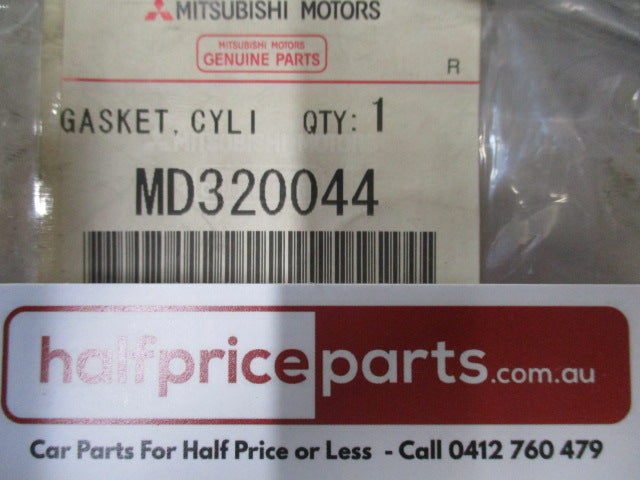 MITSUBISHI MOTORS
MITSUBISHI MOTORS
GENUINE PARTS
R
GASKET, CYLI QTY: 1
MD320044
halfpriceparts.com.au
Car Parts For Half Price or Less - Call 0412 760 479